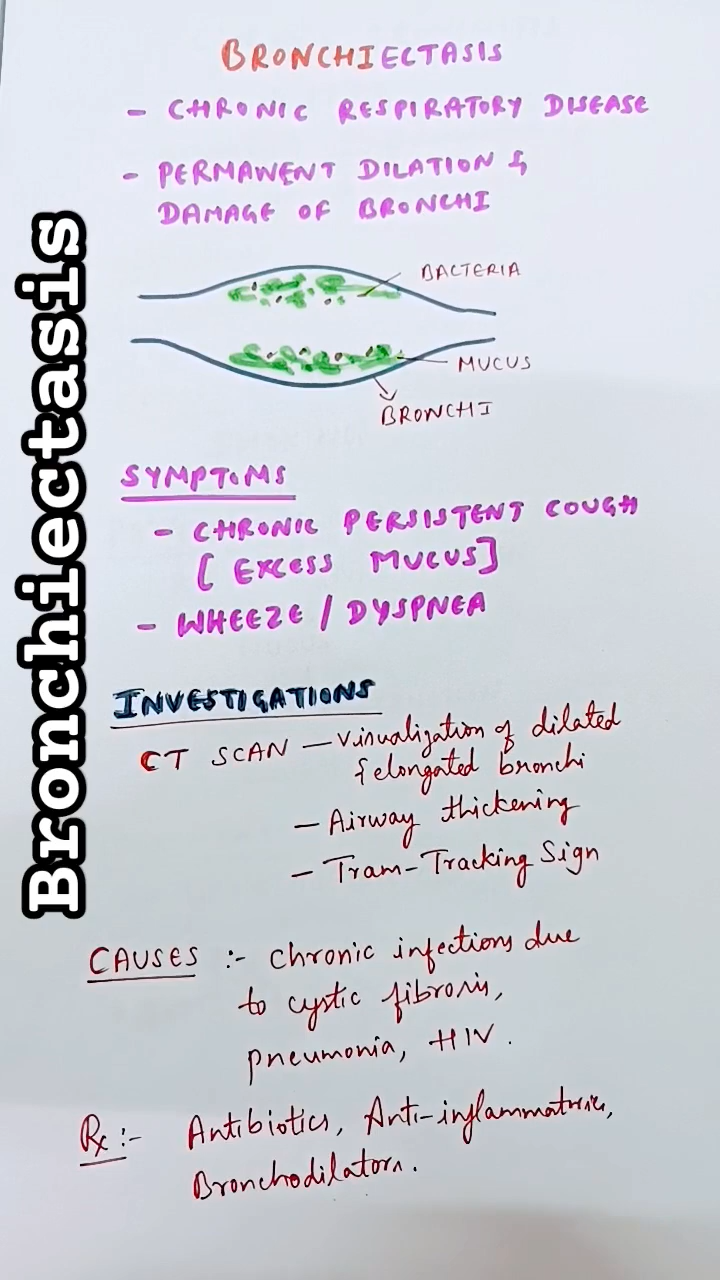 BRONCHIECTASIS
- CHRONIC RESPIRATORY DISEASE
- PERMAWENT DILATION &
DAMAGE OF BRONCHI
BACTERIA
MUCUS
BRONCHI
SYMPTOMS
- CHRONIC PERSISTENT COUGH
[EXCESS MUCUS]
- WHEEZE / DYSPNEA
INVESTIGATIONS
CT SCAN - Visualization of dilated
& elongated bronchi
- Airway thickening
- Tram-Tracking Sign
CAUSES :- Chronic infections due
to cystic fibrosis,
pneumonia, HIV.
Rx :- Antibiotics, Anti-inflammatories,
Bronchodilators.
Bronchiectasis